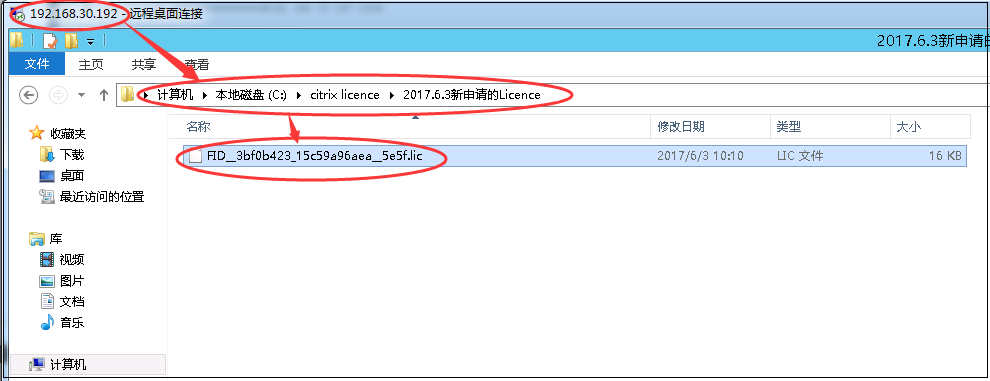 192.168.30.192 - 远程桌面连接
2017.6.3新申请的
文件 主页 共享 查看
计算机 本地磁盘 (C:) citrix licence 2017.6.3新申请的Licence
名称 修改日期 类型 大小
收藏夹
FID__3bf0b423_15c59a96aea__5e5f.lic 2017/6/3 10:10 LIC 文件 16 KB
下载
桌面
最近访问的位置
库
视频
图片
文档
音乐
计算机